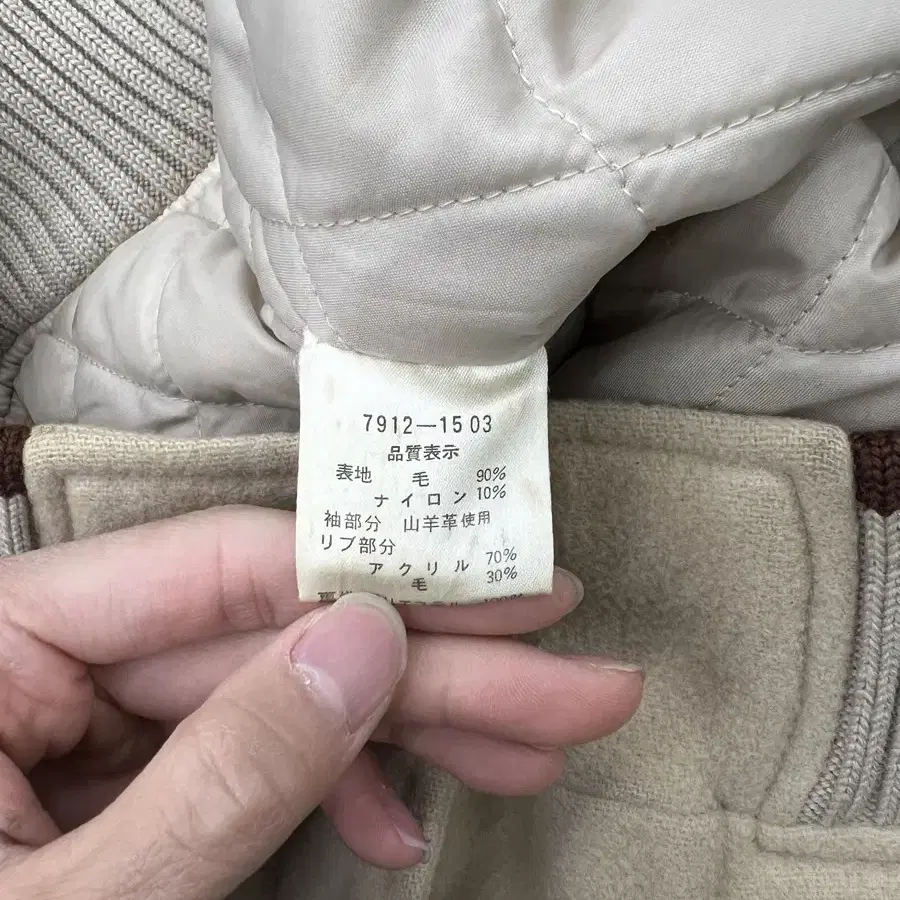 7912—15 03
品質表示
表地 毛 90%
ナイロン 10%
袖部分 山羊革使用
リブ部分
アクリル 70%
毛 30%